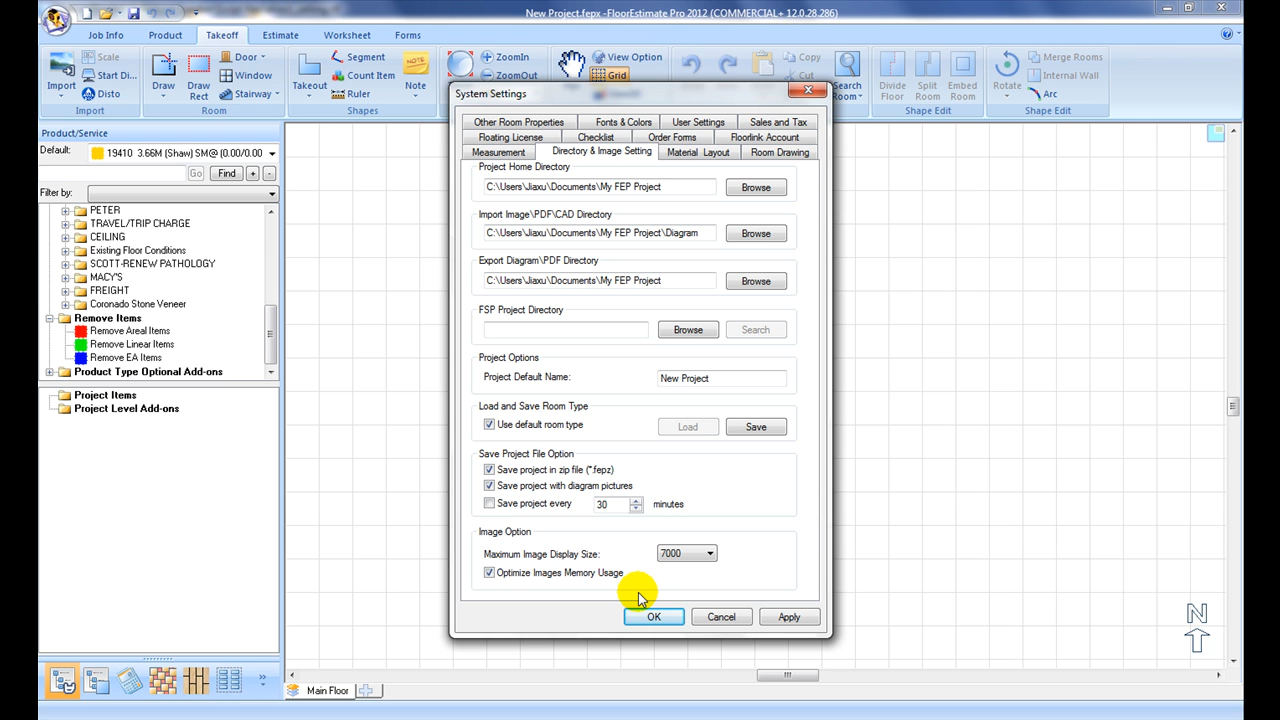 New Project.fepx -FloorEstimate Pro 2012 (COMMERCIAL+ 12.0.28.286)
Job Info Product Takeoff Estimate Worksheet Forms
Import Scale Start Di... Disto
Import
Draw Draw Rect Door Window Stairway
Room
Takeout Segment Count Item Ruler Note
Shapes
ZoomIn ZoomOut View Option Grid
Copy Cut Search Room
Divide Floor Split Room Embed Room
Shape Edit
Rotate Merge Rooms Internal Wall Arc
Shape Edit
Product/Service
Default: 19410 3.66M (Shaw) SM@ (0.00/0.00)
Go Find + -
Filter by:
PETER
TRAVEL/TRIP CHARGE
CEILING
Existing Floor Conditions
SCOTT-RENEW PATHOLOGY
MACY'S
FREIGHT
Coronado Stone Veneer
Remove Items
Remove Areal Items
Remove Linear Items
Remove EA Items
Product Type Optional Add-ons
Project Items
Project Level Add-ons
System Settings
Other Room Properties Fonts & Colors User Settings Sales and Tax
Floating License Checklist Order Forms Floorlink Account
Measurement Directory & Image Setting Material Layout Room Drawing
Project Home Directory
C:\Users\Jiaxu\Documents\My FEP Project Browse
Import Image\PDF\CAD Directory
C:\Users\Jiaxu\Documents\My FEP Project\Diagram Browse
Export Diagram\PDF Directory
C:\Users\Jiaxu\Documents\My FEP Project Browse
FSP Project Directory
Browse Search
Project Options
Project Default Name: New Project
Load and Save Room Type
Use default room type Load Save
Save Project File Option
Save project in zip file (*.fepz)
Save project with diagram pictures
Save project every 30 minutes
Image Option
Maximum Image Display Size: 7000
Optimize Images Memory Usage
OK Cancel Apply
N
Main Floor